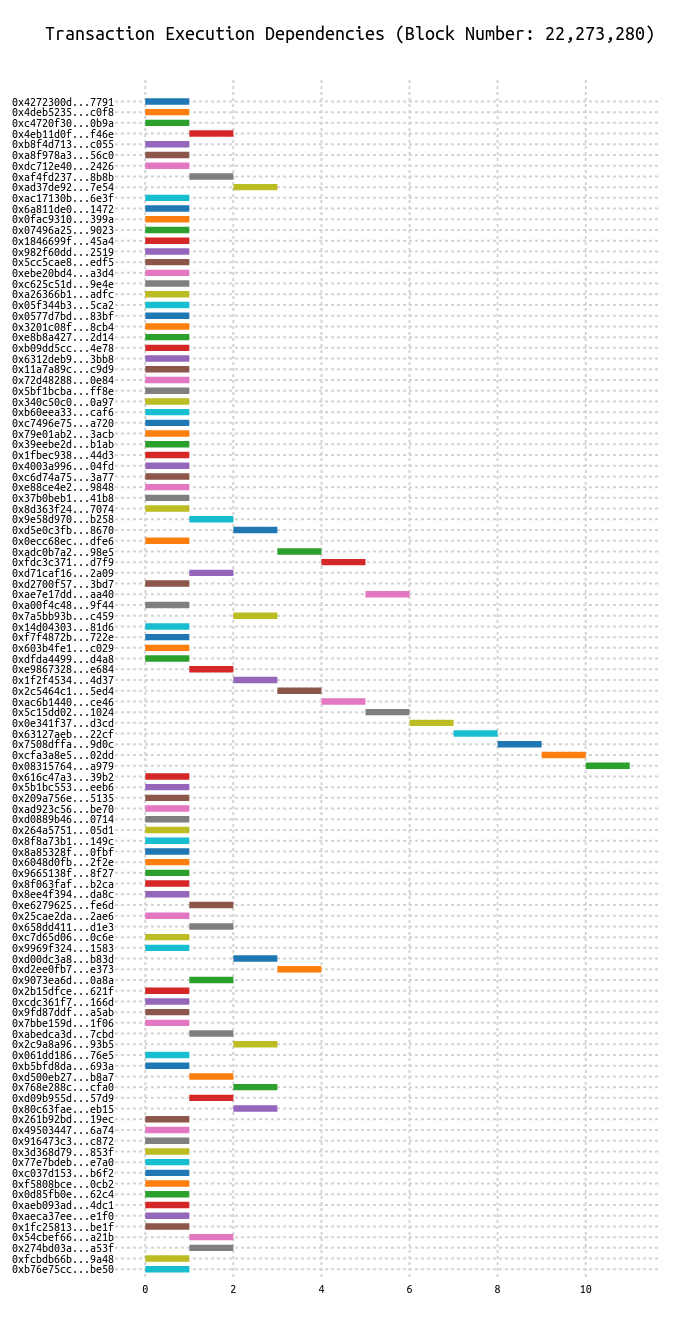 Transaction Execution Dependencies (Block Number: 22,273,280)
0x4272300d...7791
0x4deb5235...c0f8
0xc4720f30...0b9a
0x4eb11d0f...f46e
0xb8f4d713...c055
0xa8f978a3...56c0
0xdc712e40...2426
0xaf4fd237...8b8b
0xad37de92...7e54
0xac17130b...6e3f
0x6a811de0...1472
0x0fac9310...399a
0x07496a25...9023
0x1846699f...45a4
0x982f60dd...2519
0x5cc5cae8...edf5
0xebe20bd4...a3d4
0xc625c51d...9e4e
0xa26366b1...adfc
0x05f344b3...5ca2
0x0577d7bd...83bf
0x3201c08f...8cb4
0xe8b8a427...2d14
0xb09dd5cc...4e78
0x6312deb9...3bb8
0x11a7a89c...c9d9
0x72d48288...0e84
0x5bf1bcba...ff8e
0x340c50c0...0a97
0xb60eea33...caf6
0xc7496e75...a720
0x79e01ab2...3acb
0x39eebe2d...b1ab
0x1fbec938...44d3
0x4003a996...04fd
0xc6d74a75...3a77
0xe88ce4e2...9848
0x37b0beb1...41b8
0x8d363f24...7074
0x9e58d970...b258
0xd5e0c3fb...8670
0x0ecc68ec...dfe6
0xadc0b7a2...98e5
0xfdc3c371...d7f9
0xd71caf16...2a09
0xd2700f57...3bd7
0xae7e17dd...aa40
0xa00f4c48...9f44
0x7a5bb93b...c459
0x14d04303...81d6
0xf7f4872b...722e
0x603b4fe1...c029
0xdfda4499...d4a8
0xe9867328...e684
0x1f2f4534...4d37
0x2c5464c1...5ed4
0xac6b1440...ce46
0x5c15dd02...1024
0x0e341f37...d3cd
0x63127aeb...22cf
0x7508dffa...9d0c
0xcfa3a8e5...02dd
0x08315764...a979
0x616c47a3...39b2
0x5b1bc553...eeb6
0x209a756e...5135
0xad923c56...be70
0xd0889b46...0714
0x264a5751...05d1
0x8f8a73b1...149c
0x8a85328f...0fbf
0x6048d0fb...2f2e
0x9665138f...8f27
0x8f063faf...b2ca
0x8ee4f394...da8c
0xe6279625...fe6d
0x25cae2da...2ae6
0x658dd411...d1e3
0xc7d65d06...0c6e
0x9969f324...1583
0xd00dc3a8...b83d
0xd2ee0fb7...e373
0x9073ea6d...0a8a
0x2b15dfce...621f
0xcdc361f7...166d
0x9fd87ddf...a5ab
0x7bbe159d...1f06
0xabedca3d...7cbd
0x2c9a8a96...93b5
0x061dd186...76e5
0xb5bfd8da...693a
0xd500eb27...b8a7
0x768e288c...cfa0
0xd09b955d...57d9
0x80c63fae...eb15
0x261b92bd...19ec
0x49503447...6a74
0x916473c3...c872
0x3d368d79...853f
0x77e7bdeb...e7a0
0xc037d153...b6f2
0xf5808bce...0cb2
0x0d85fb0e...62c4
0xaeb093ad...4dc1
0xaeca37ee...e1f0
0x1fc25813...be1f
0x54cbef66...a21b
0x274bd03a...a53f
0xfcbdb66b...9a48
0xb76e75cc...be50
0 2 4 6 8 10